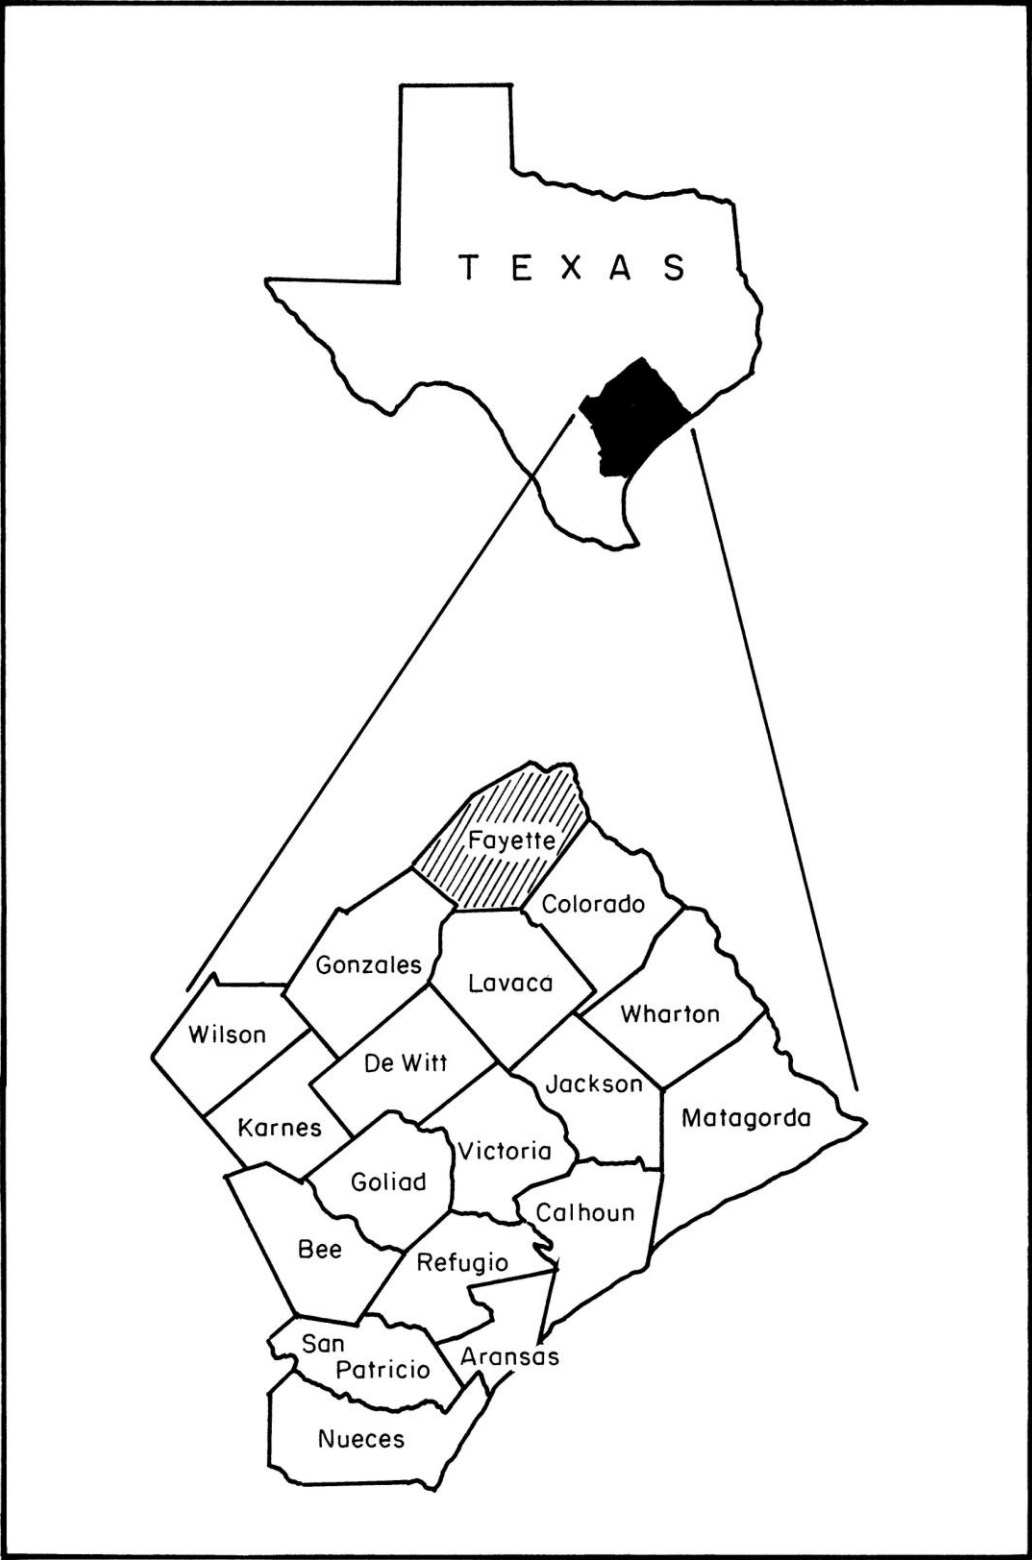 TEXAS
Fayette
Colorado
Gonzales
Lavaca
Wharton
Wilson
De Witt
Jackson
Matagorda
Karnes
Victoria
Goliad
Calhoun
Bee
Refugio
San
Patricio
Aransas
Nueces